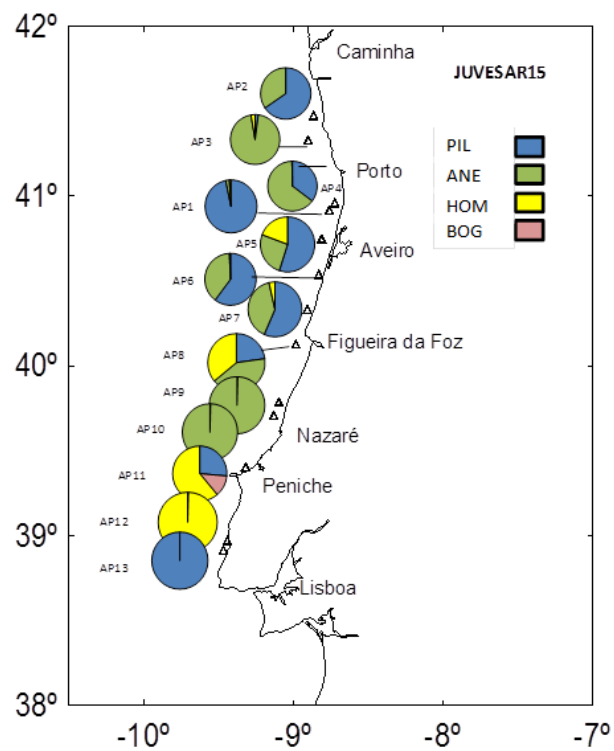 42º
Caminha
JUVESAR15
AP2
AP3
PIL
ANE
HOM
BOG
41º
Porto
AP4
AP1
AP5
Aveiro
AP6
AP7
40º
Figueira da Foz
AP8
AP9
AP10
Nazaré
AP11
Peniche
AP12
39º
AP13
Lisboa
38º
-10º
-9º
-8º
-7º